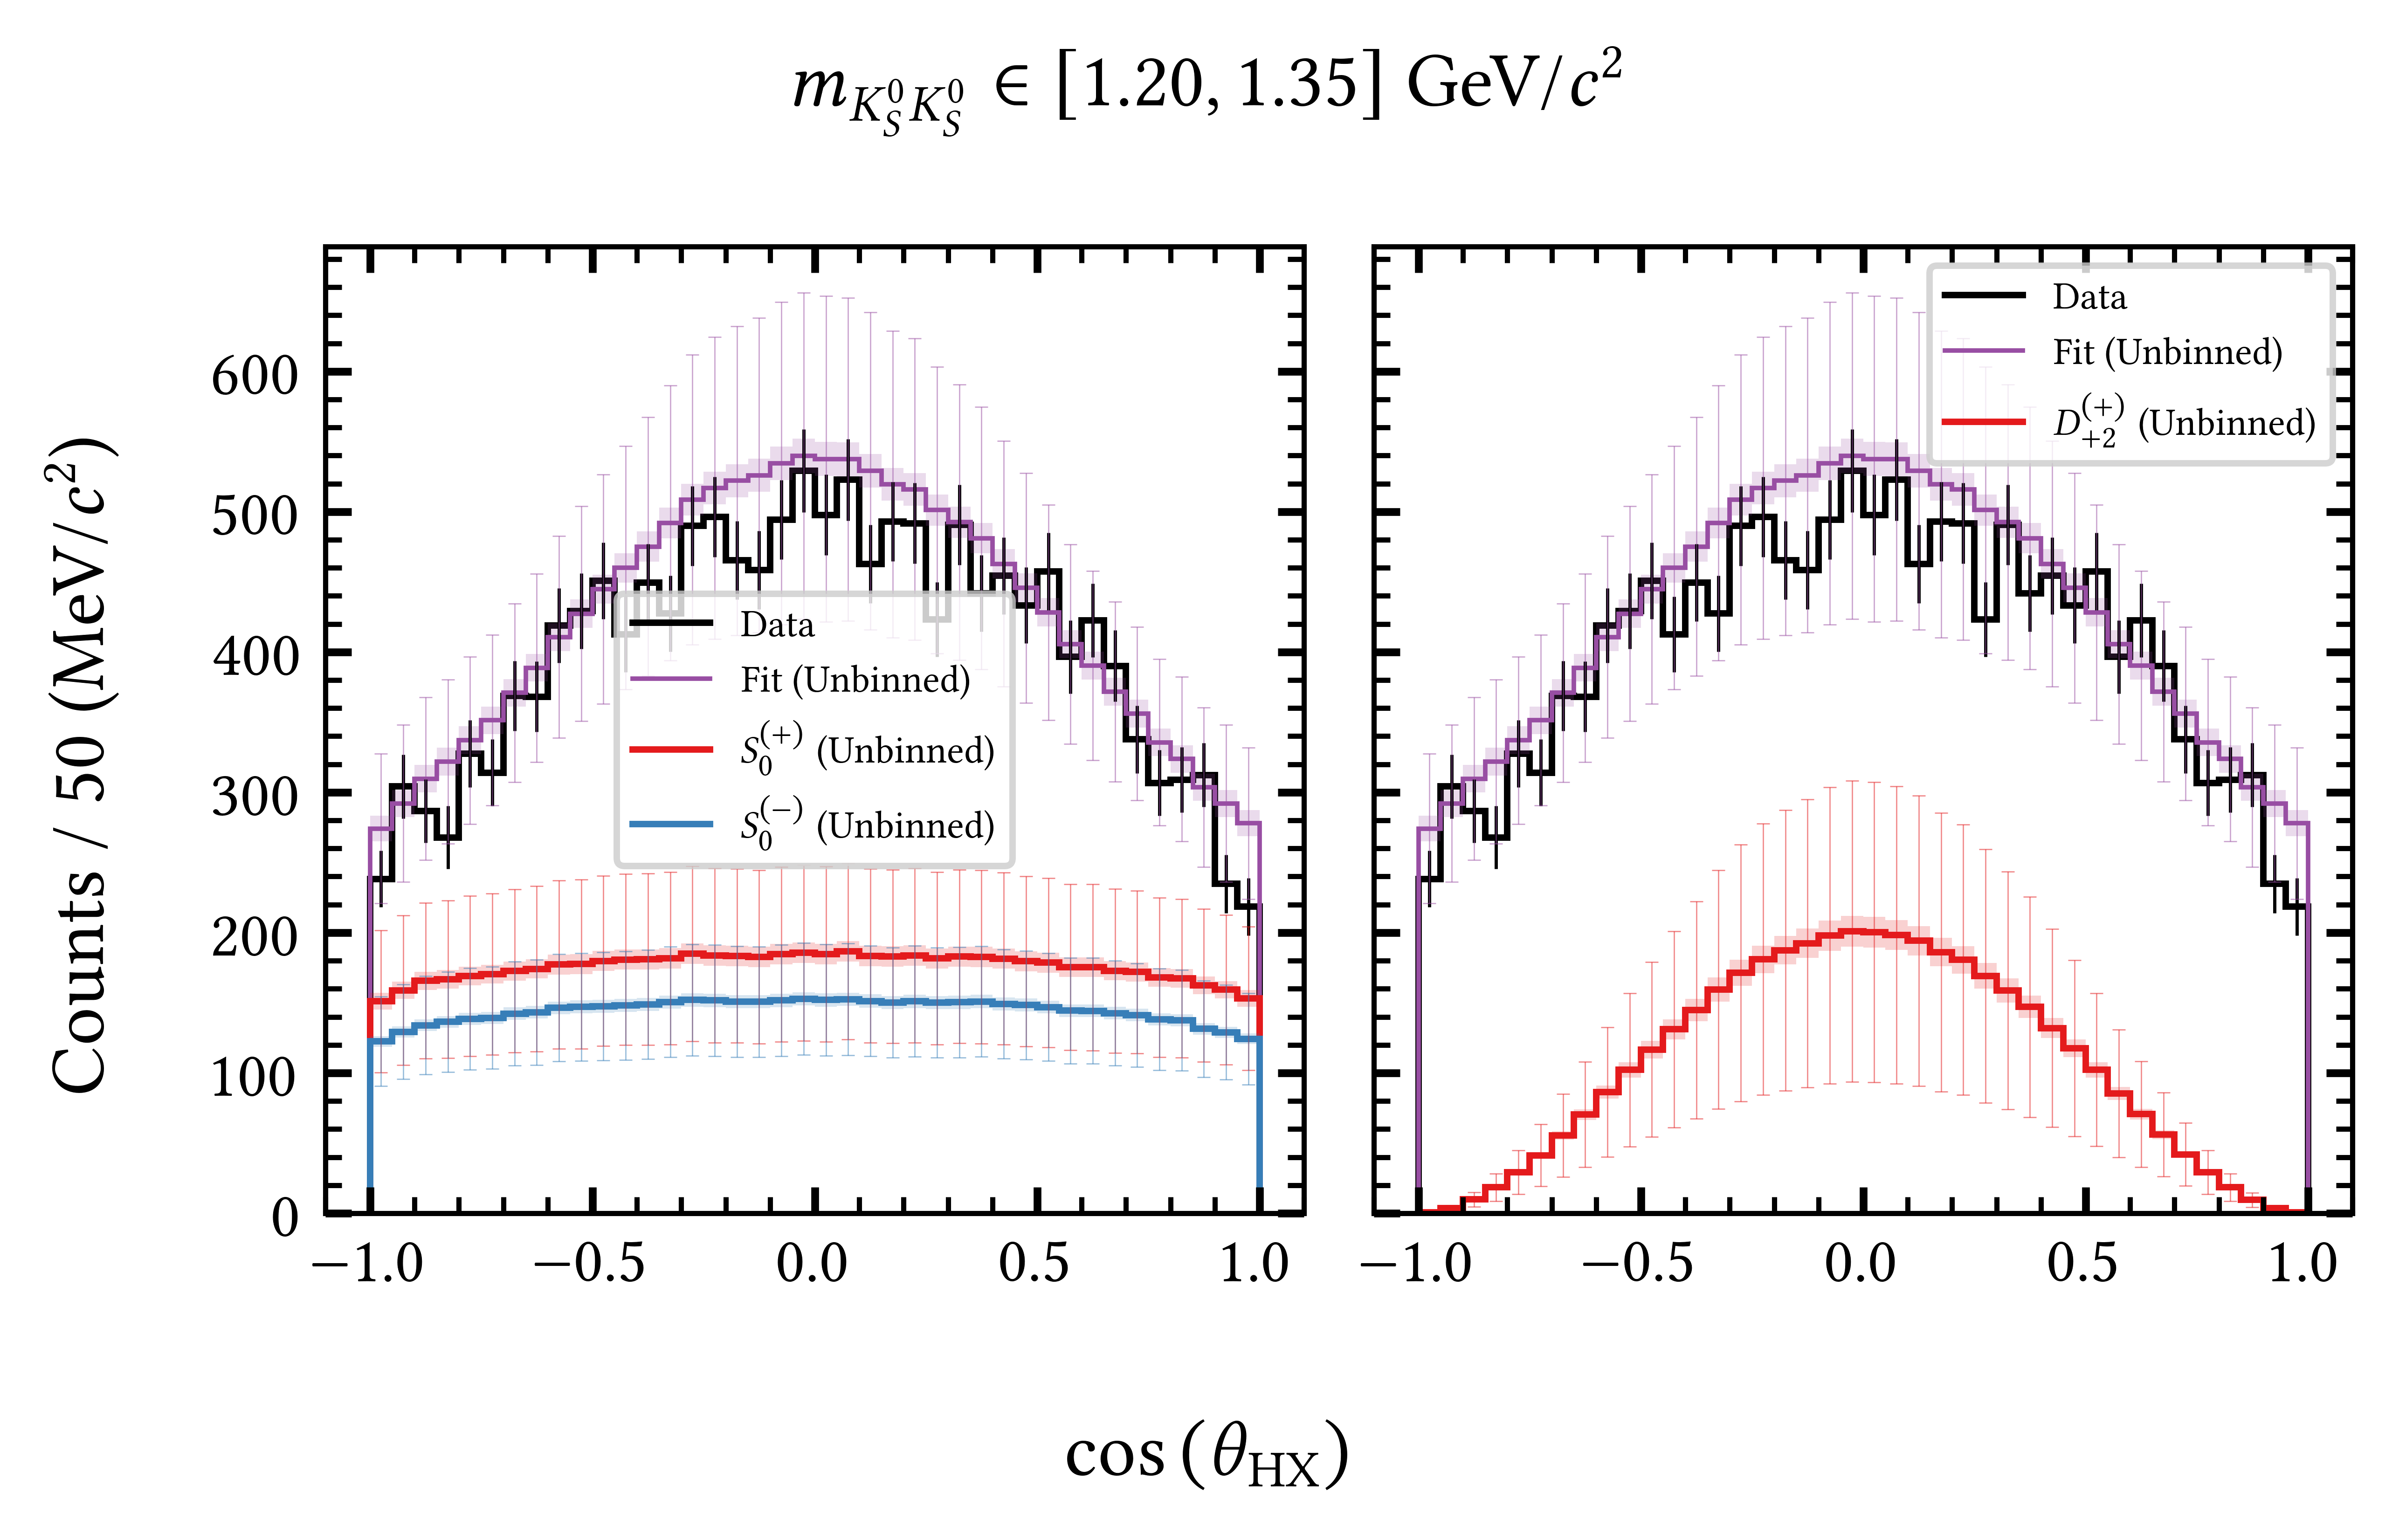 m_{K_S^0 K_S^0} ∈ [1.20, 1.35] GeV/c²
Counts / 50 (MeV/c²)
600
500
400
300
200
100
0
Data
Fit (Unbinned)
S_0^{(+)} (Unbinned)
S_0^{(−)} (Unbinned)
−1.0 −0.5 0.0 0.5 1.0
Data
Fit (Unbinned)
D_{+2}^{(+)} (Unbinned)
−1.0 −0.5 0.0 0.5 1.0
cos (θ_{HX})